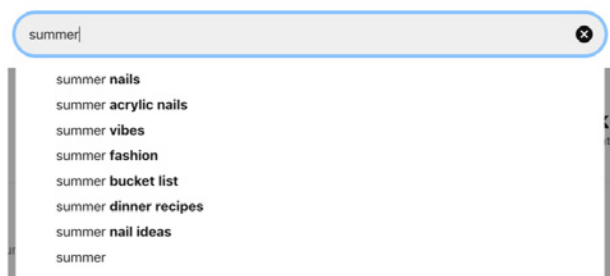 summer
summer nails
summer acrylic nails
summer vibes
summer fashion
summer bucket list
summer dinner recipes
summer nail ideas
summer